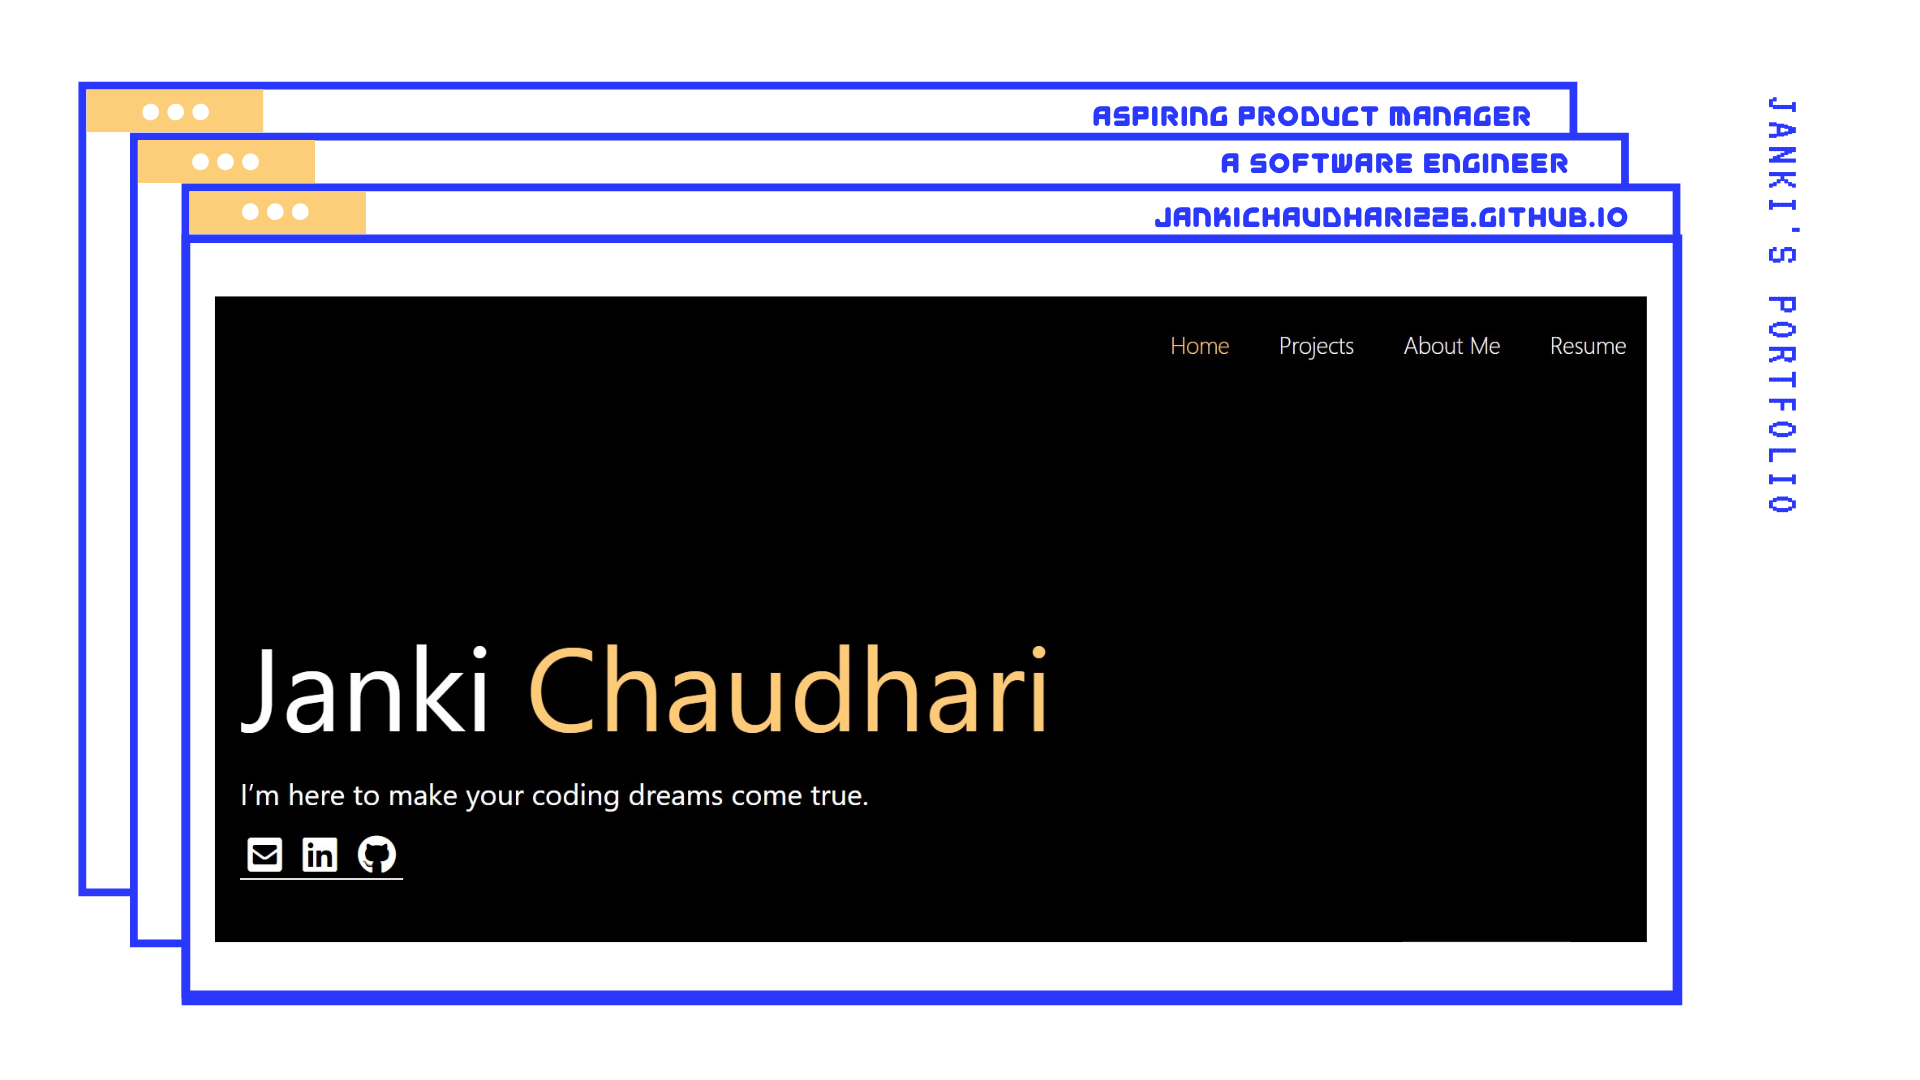 ASPIRING PRODUCT MANAGER
A SOFTWARE ENGINEER
JANKICHAUDHARI226.GITHUB.IO
JANKI'S PORTFOLIO
Home Projects About Me Resume
Janki Chaudhari
I'm here to make your coding dreams come true.
in